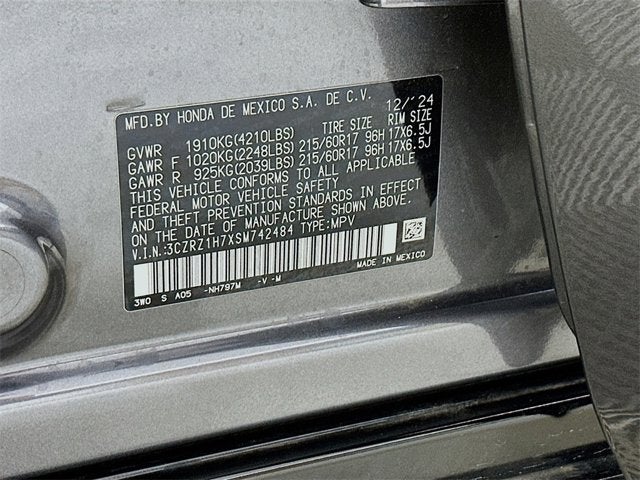 MFD.BY HONDA DE MEXICO S.A. DE C.V. 12/'24
TIRE SIZE RIM SIZE
GVWR 1910KG(4210LBS)
GAWR F 1020KG(2248LBS) 215/60R17 96H 17X6.5J
GAWR R 925KG(2039LBS) 215/60R17 96H 17X6.5J
THIS VEHICLE CONFORMS TO ALL APPLICABLE
FEDERAL MOTOR VEHICLE SAFETY
AND THEFT PREVENTION STANDARDS IN EFFECT
ON THE DATE OF MANUFACTURE SHOWN ABOVE.
V.I.N.:3CZRZ1H7XSM742484 TYPE:MPV
3WO S A05 -NH797M -V -M MADE IN MEXICO